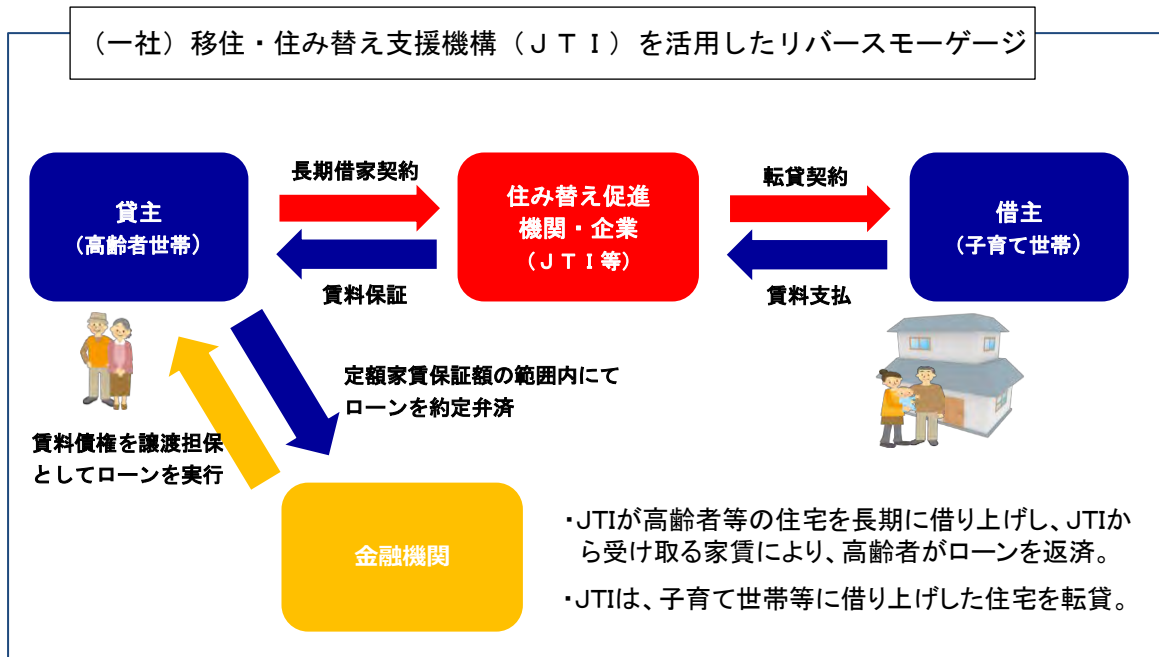 （一社）移住・住み替え支援機構（ＪＴＩ）を活用したリバースモーゲージ
長期借家契約
転貸契約
貸主
（高齢者世帯）
住み替え促進
機関・企業
（ＪＴＩ等）
借主
（子育て世帯）
賃料保証
賃料支払
定額家賃保証額の範囲内にて
ローンを約定弁済
賃料債権を譲渡担保
としてローンを実行
金融機関
・JTIが高齢者等の住宅を長期に借り上げし、JTIか
ら受け取る家賃により、高齢者がローンを返済。
・JTIは、子育て世帯等に借り上げした住宅を転貸。